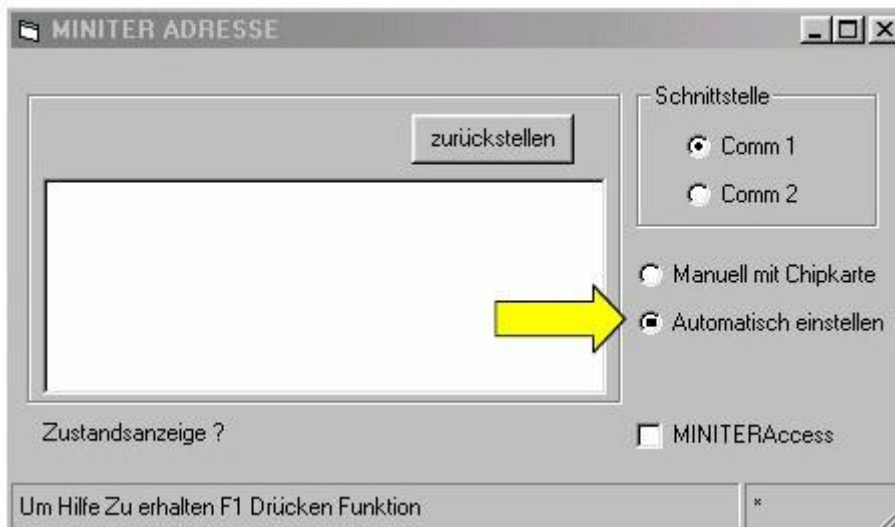 MINITER ADRESSE
zurückstellen
Schnittstelle
Comm 1
Comm 2
Manuell mit Chipkarte
Automatisch einstellen
Zustandsanzeige ?
MINITERAccess
Um Hilfe Zu erhalten F1 Drücken Funktion
*